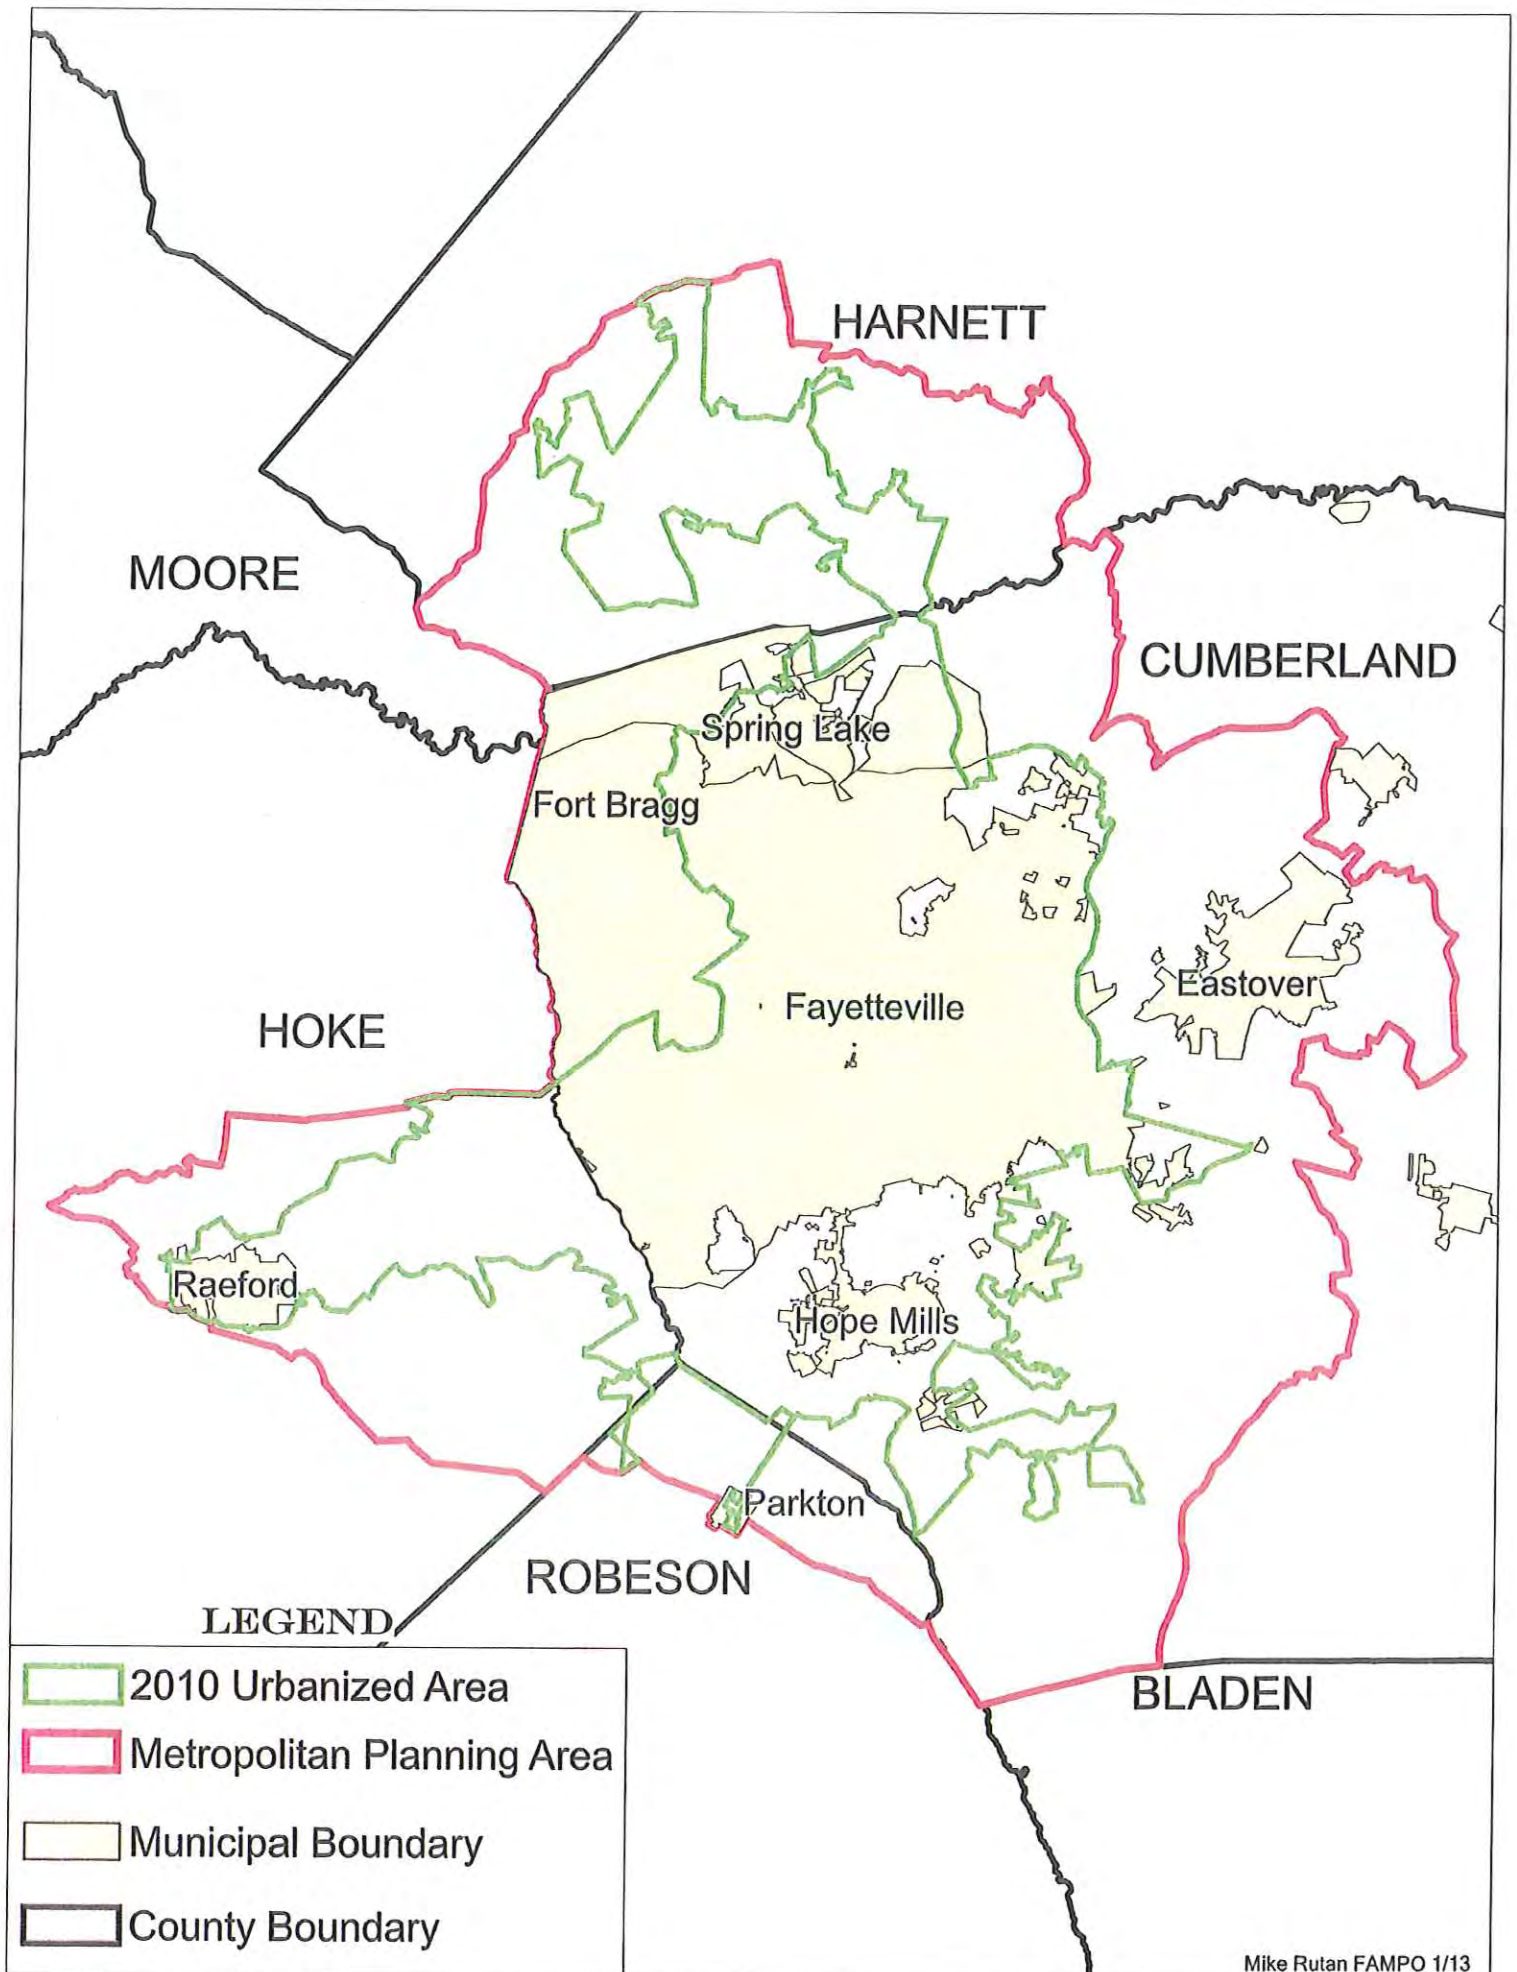 HARNETT
MOORE
CUMBERLAND
Spring Lake
Fort Bragg
Eastover
Fayetteville
HOKE
Raeford
Hope Mills
Parkton
ROBESON
LEGEND
2010 Urbanized Area
BLADEN
Metropolitan Planning Area
Municipal Boundary
County Boundary
Mike Rutan FAMPO 1/13